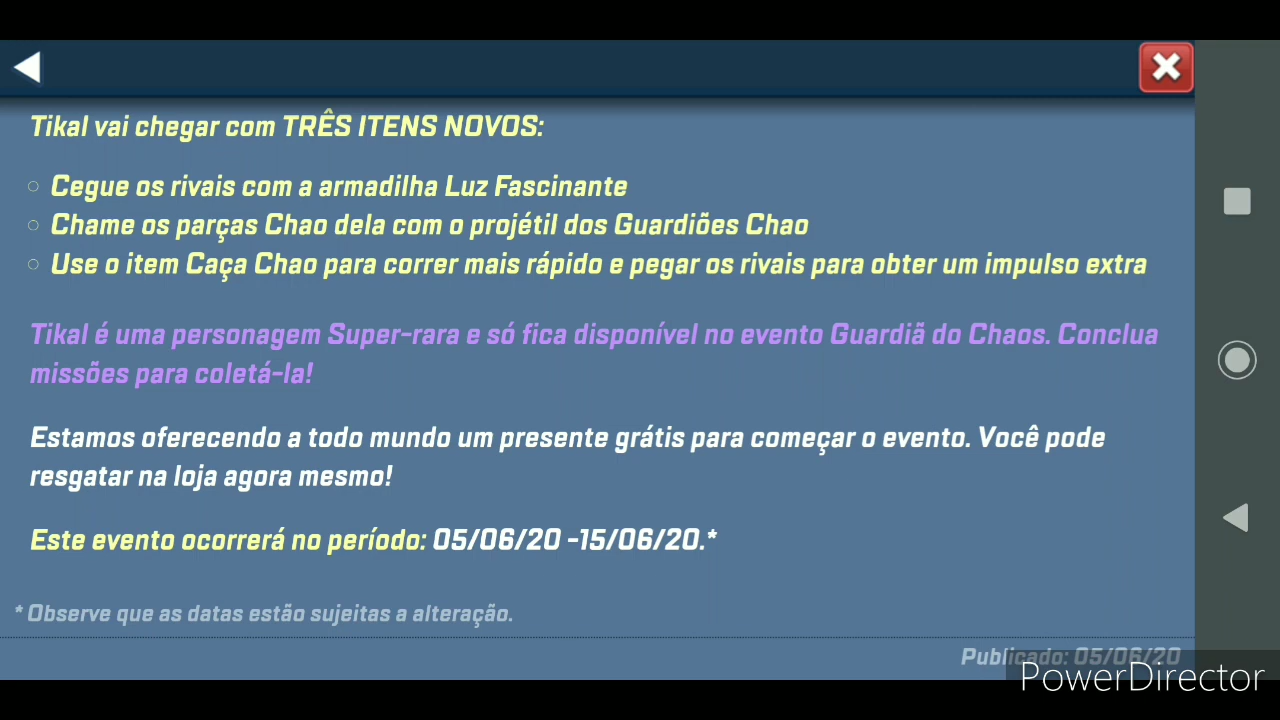 Tikal vai chegar com TRÊS ITENS NOVOS:
Cegue os rivais com a armadilha Luz Fascinante
Chame os parças Chao dela com o projétil dos Guardiões Chao
Use o item Caça Chao para correr mais rápido e pegar os rivais para obter um impulso extra
Tikal é uma personagem Super-rara e só fica disponível no evento Guardiã do Chaos. Conclua
missões para coletá-la!
Estamos oferecendo a todo mundo um presente grátis para começar o evento. Você pode
resgatar na loja agora mesmo!
Este evento ocorrerá no período: 05/06/20 -15/06/20.*
* Observe que as datas estão sujeitas a alteração.
Publicado: 05/06/20
PowerDirector